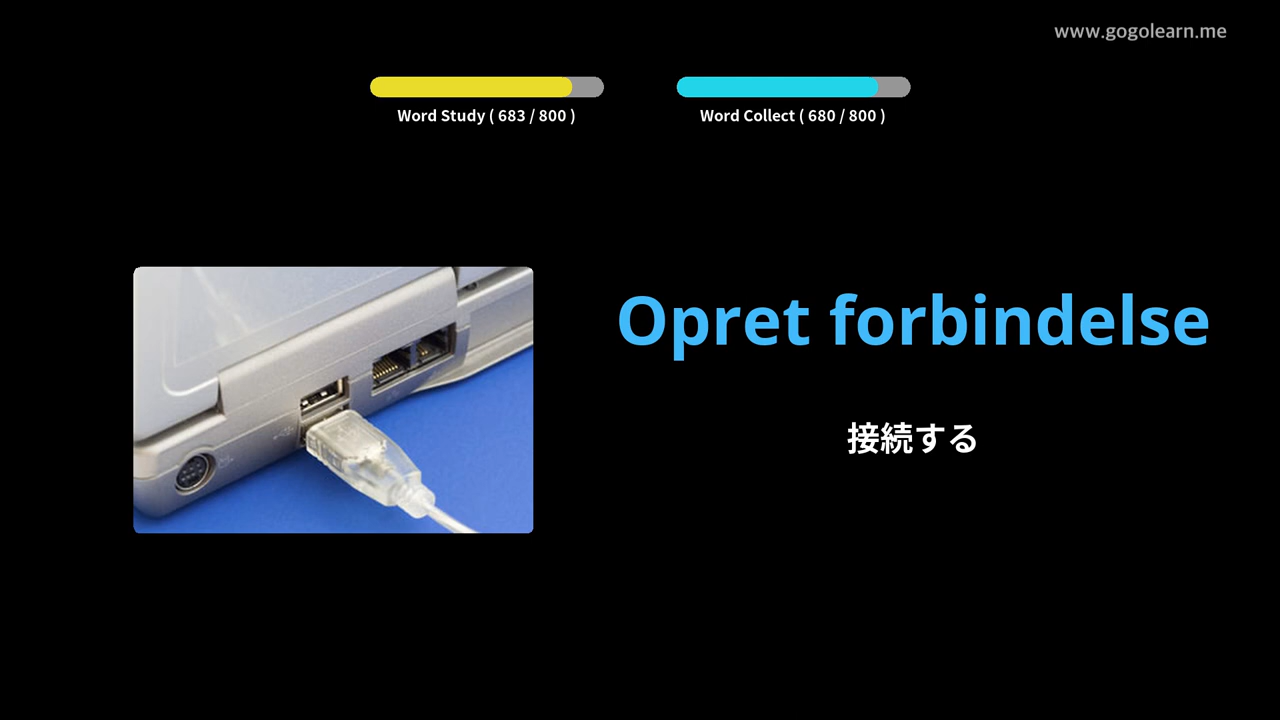 www.gogolearn.me
Word Study ( 683 / 800 )
Word Collect ( 680 / 800 )
Opret forbindelse
接続する